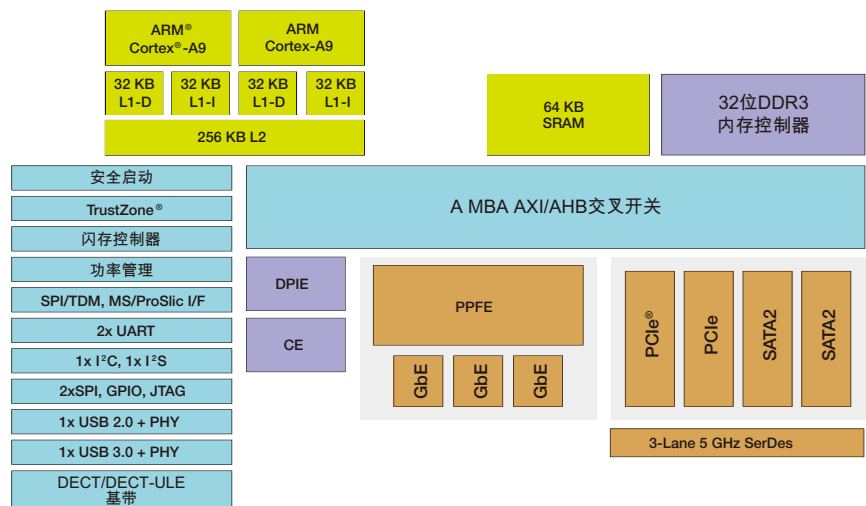 ARM®
Cortex®-A9
ARM
Cortex-A9
32 KB
L1-D
32 KB
L1-I
32 KB
L1-D
32 KB
L1-I
256 KB L2
64 KB
SRAM
32位DDR3
内存控制器
安全启动
TrustZone®
闪存控制器
功率管理
SPI/TDM, MS/ProSlic I/F
2x UART
1x I²C, 1x I²S
2xSPI, GPIO, JTAG
1x USB 2.0 + PHY
1x USB 3.0 + PHY
DECT/DECT-ULE
基带
A MBA AXI/AHB交叉开关
DPIE
CE
PPFE
GbE
GbE
GbE
PCIe®
PCIe
SATA2
SATA2
3-Lane 5 GHz SerDes